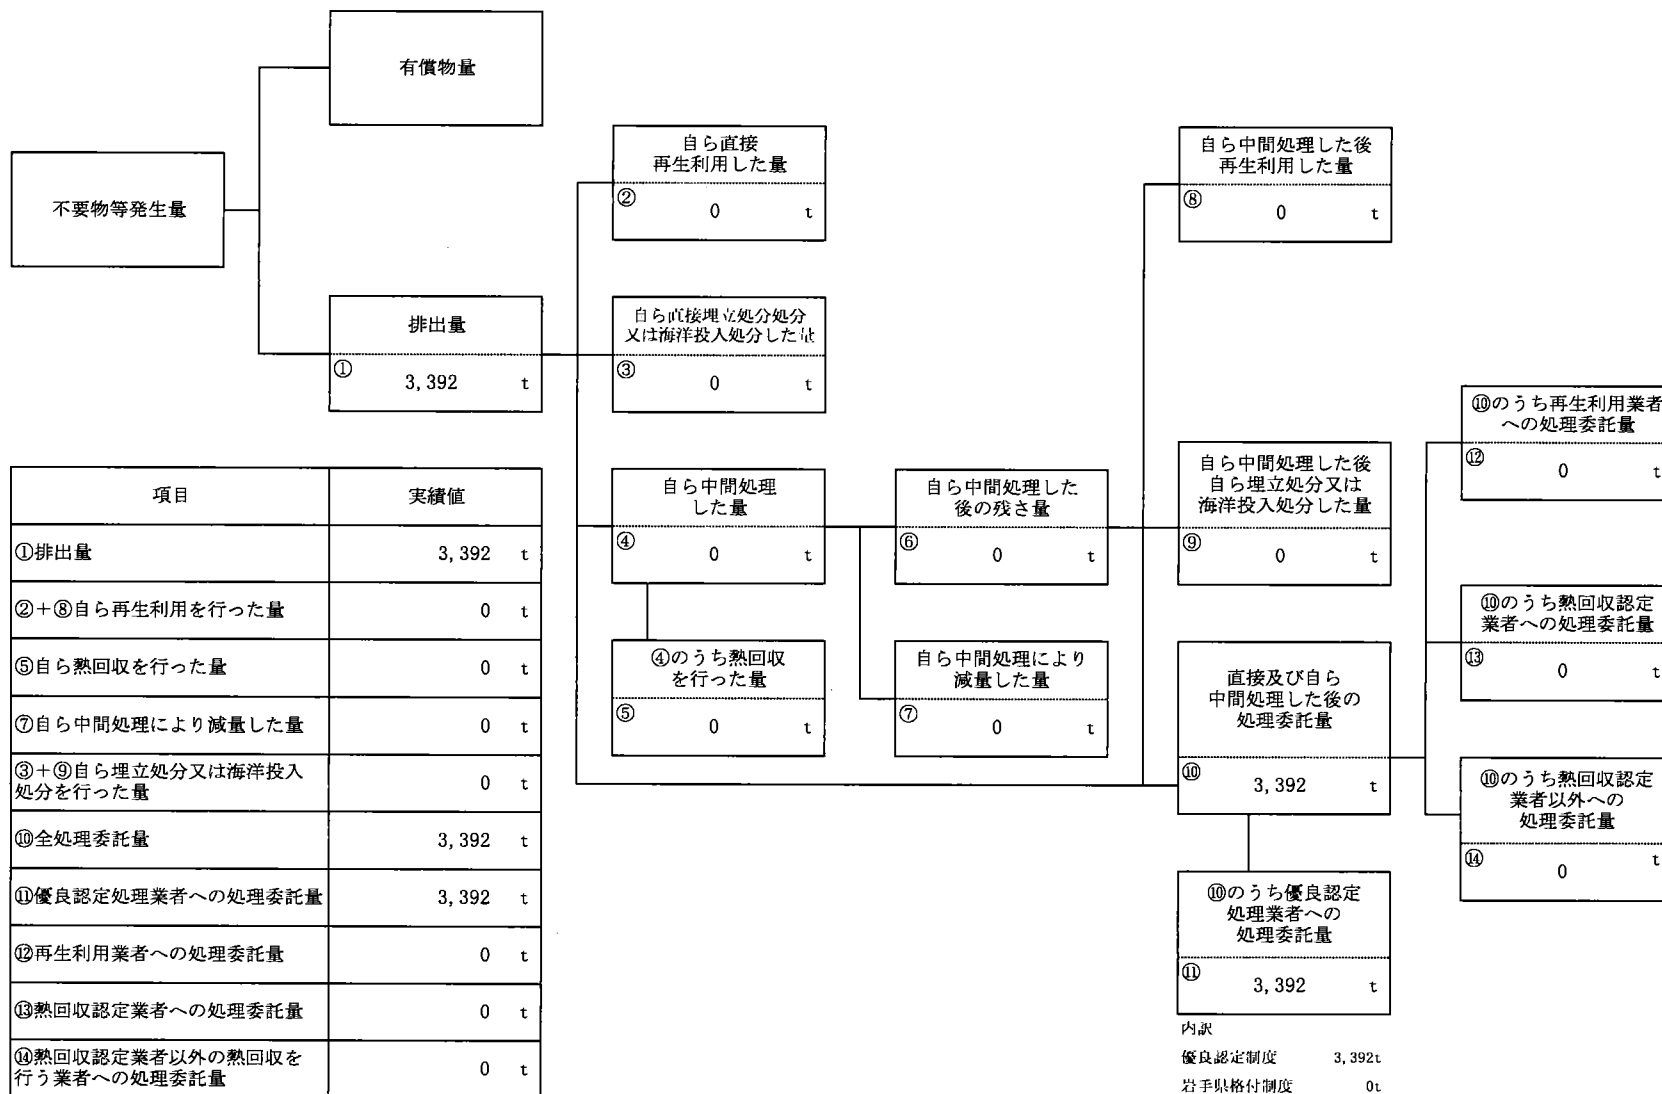 有償物量
不要物等発生量
排出量
① 3,392 t
自ら直接
再生利用した量
② 0 t
自ら直接埋立処分処分
又は海洋投入処分した量
③ 0 t
自ら中間処理
した量
④ 0 t
④のうち熱回収
を行った量
⑤ 0 t
自ら中間処理した
後の残さ量
⑥ 0 t
自ら中間処理により
減量した量
⑦ 0 t
自ら中間処理した後
再生利用した量
⑧ 0 t
自ら中間処理した後
自ら埋立処分又は
海洋投入処分した量
⑨ 0 t
直接及び自ら
中間処理した後の
処理委託量
⑩ 3,392 t
⑩のうち優良認定
処理業者への
処理委託量
⑪ 3,392 t
内訳
優良認定制度 3,392t
岩手県格付制度 0t
⑩のうち再生利用業者
への処理委託量
⑫ 0 t
⑩のうち熱回収認定
業者への処理委託量
⑬ 0 t
⑩のうち熱回収認定
業者以外への
処理委託量
⑭ 0 t
項目 実績値
①排出量 3,392 t
②+⑧自ら再生利用を行った量 0 t
⑤自ら熱回収を行った量 0 t
⑦自ら中間処理により減量した量 0 t
③+⑨自ら埋立処分又は海洋投入
処分を行った量 0 t
⑩全処理委託量 3,392 t
⑪優良認定処理業者への処理委託量 3,392 t
⑫再生利用業者への処理委託量 0 t
⑬熱回収認定業者への処理委託量 0 t
⑭熱回収認定業者以外の熱回収を
行う業者への処理委託量 0 t